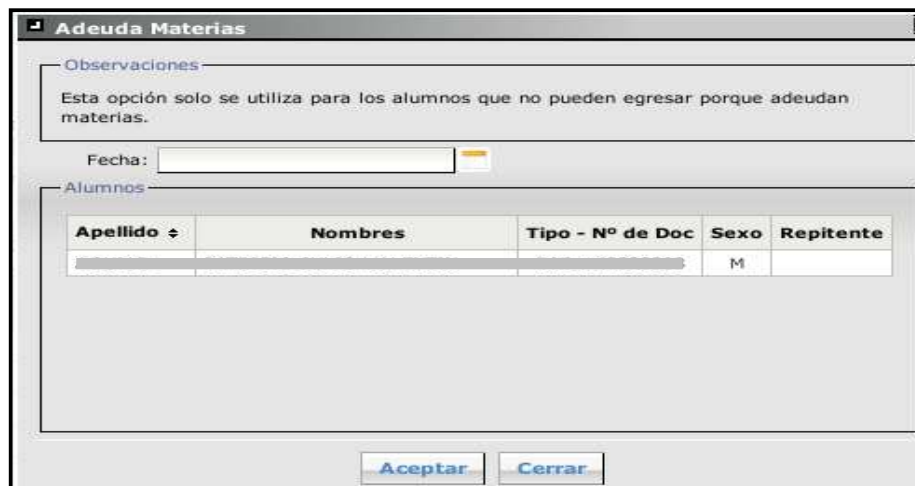 Adeuda Materias
Observaciones
Esta opción solo se utiliza para los alumnos que no pueden egresar porque adeudan
materias.
Fecha:
Alumnos
Apellido Nombres Tipo - Nº de Doc Sexo Repitente
M
Aceptar Cerrar